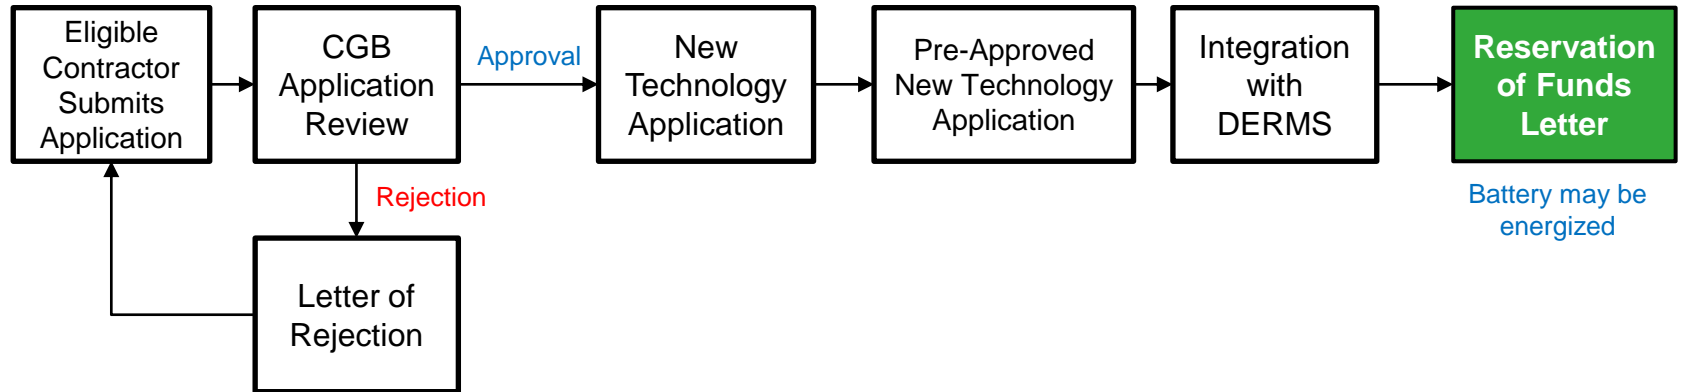 Eligible
Contractor
Submits
Application
CGB
Application
Review
Approval
New
Technology
Application
Pre-Approved
New Technology
Application
Integration
with
DERMS
Reservation
of Funds
Letter
Rejection
Battery may be
energized
Letter of
Rejection